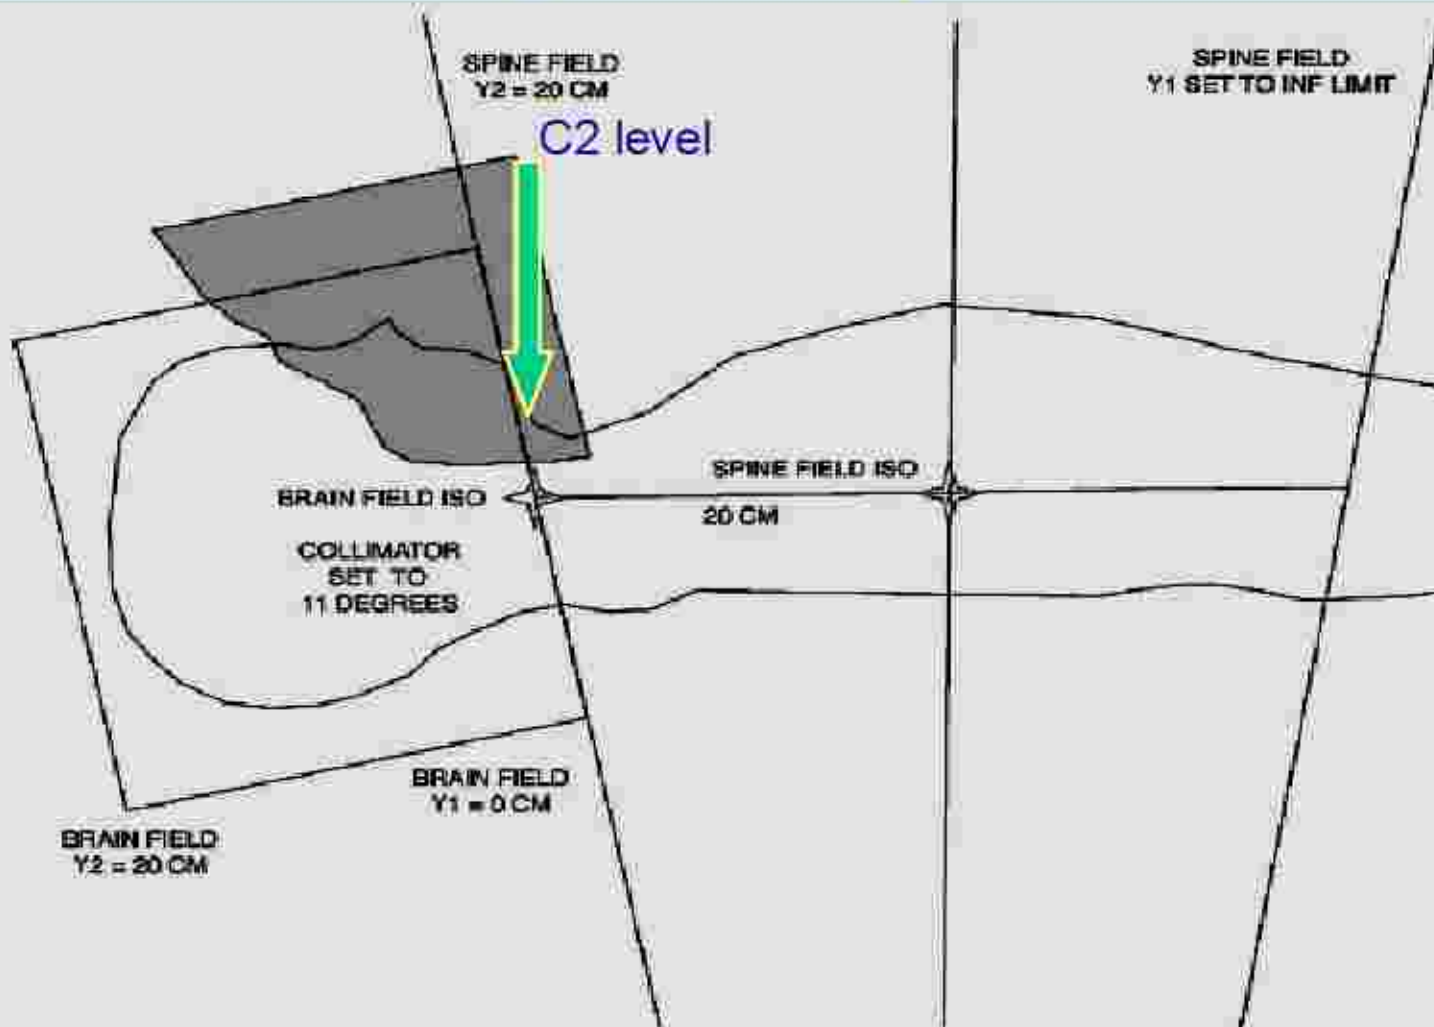 SPINE FIELD
Y2 = 20 CM
SPINE FIELD
Y1 SET TO INF LIMIT
C2 level
SPINE FIELD ISO
BRAIN FIELD ISO
20 CM
COLLIMATOR
SET TO
11 DEGREES
BRAIN FIELD
Y1 = 0 CM
BRAIN FIELD
Y2 = 20 CM